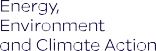 Energy,
Environment
and Climate Action